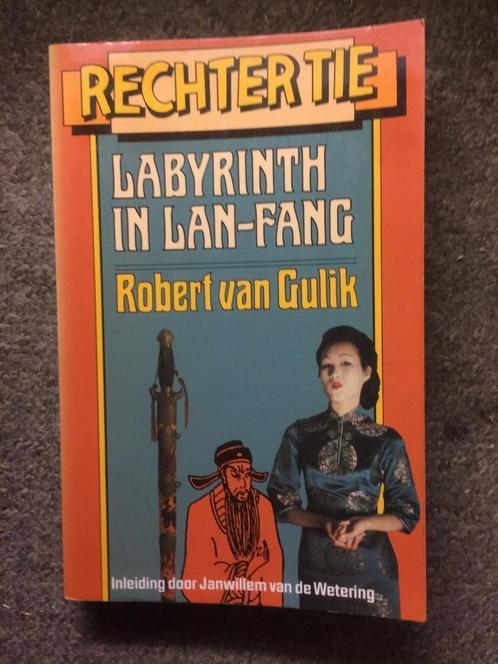 RECHTER TIE
LABYRINTH
IN LAN-FANG
Robert van Gulik
Inleiding door Janwillem van de Wetering